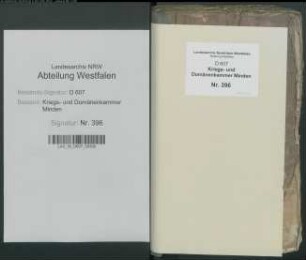 Landesarchiv NRW
Abteilung Westfalen
Bestands-Signatur: D 607
Bestand: Kriegs- und Domänenkammer
Minden
Signatur: Nr. 396
Landesarchiv Nordrhein-Westfalen
D 607
Kriegs- und
Domänenkammer Minden
Nr. 396